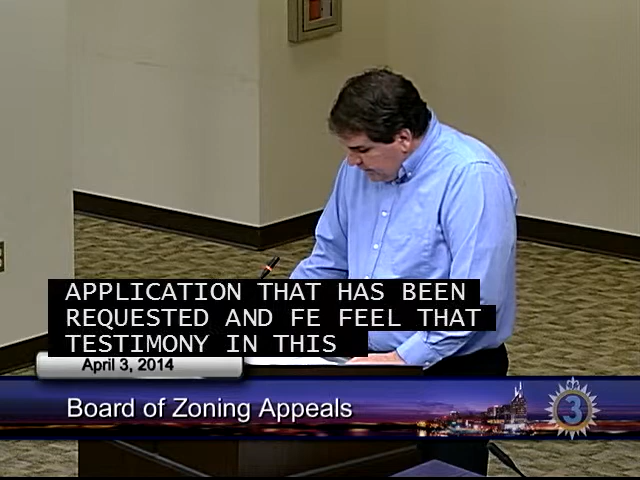 APPLICATION THAT HAS BEEN
REQUESTED AND FE FEEL THAT
TESTIMONY IN THIS
April 3, 2014
Board of Zoning Appeals
3